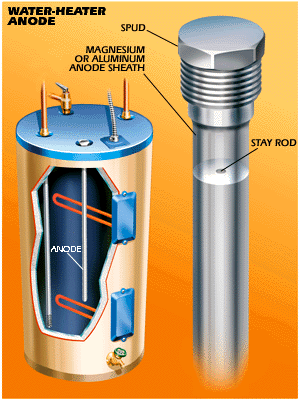 WATER-HEATER
ANODE
SPUD
MAGNESIUM
OR ALUMINUM
ANODE SHEATH
STAY ROD
ANODE